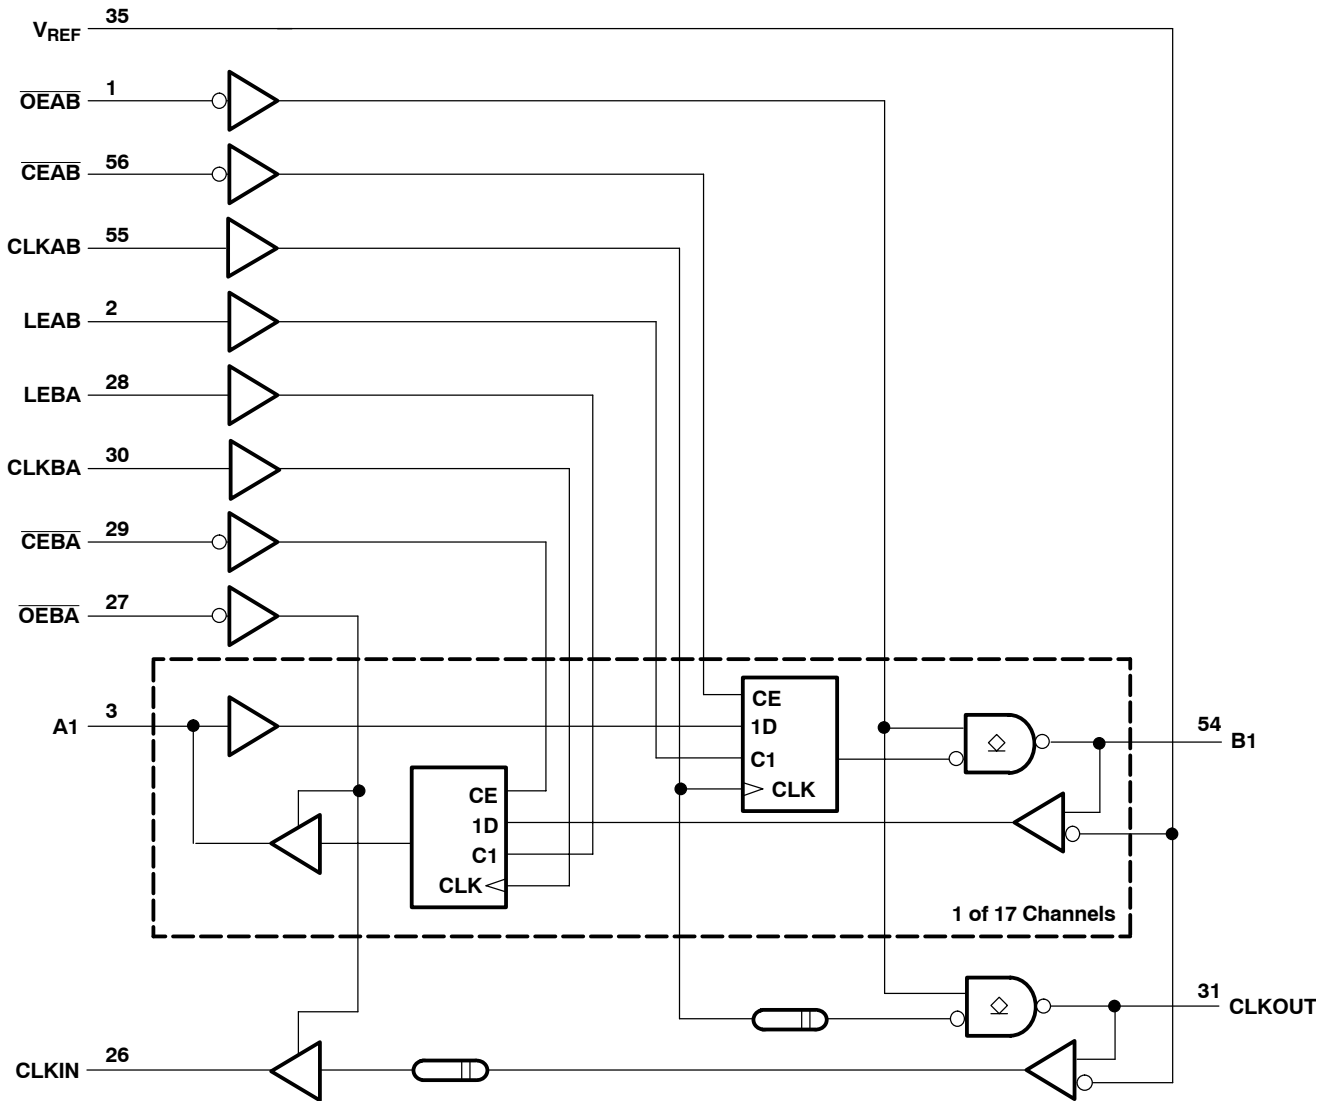 VREF 35
OEAB 1
CEAB 56
CLKAB 55
LEAB 2
LEBA 28
CLKBA 30
CEBA 29
OEBA 27
A1 3
CE
1D
C1
CLK
54 B1
CE
1D
C1
CLK
1 of 17 Channels
31 CLKOUT
CLKIN 26